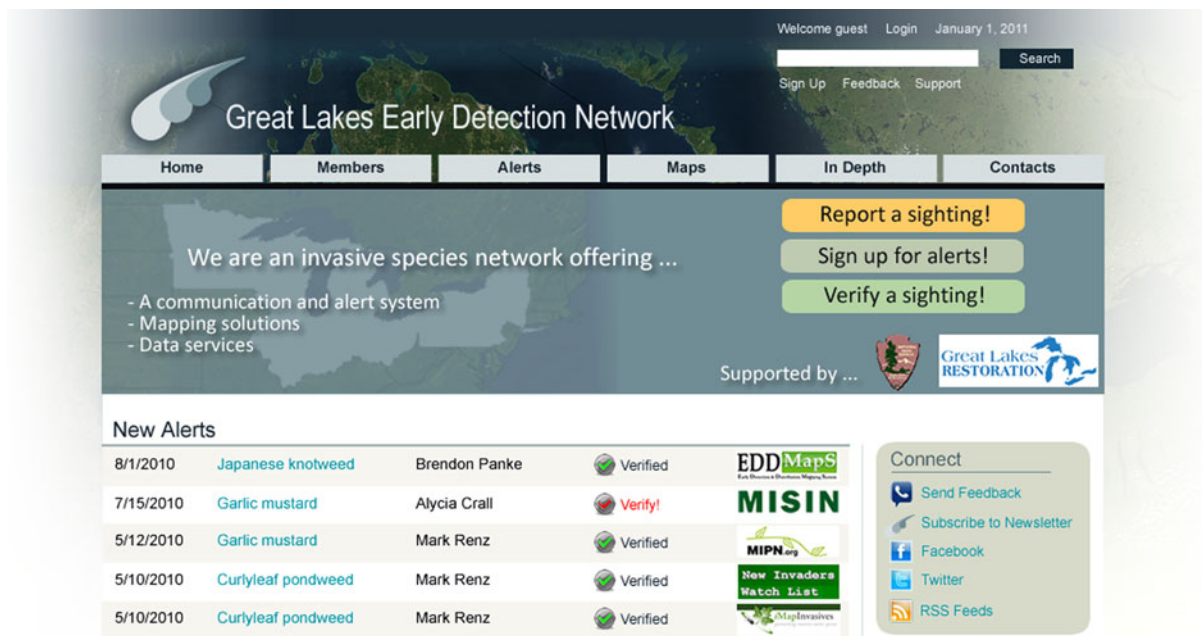 Welcome guest Login January 1, 2011
Search
Sign Up Feedback Support
Great Lakes Early Detection Network
Home Members Alerts Maps In Depth Contacts
We are an invasive species network offering ...
- A communication and alert system
- Mapping solutions
- Data services
Report a sighting!
Sign up for alerts!
Verify a sighting!
Supported by ...
Great Lakes
RESTORATION
New Alerts
8/1/2010 Japanese knotweed Brendon Panke Verified EDDMapS
Early Detection & Distribution Mapping System
7/15/2010 Garlic mustard Alycia Crall Verify! MISIN
5/12/2010 Garlic mustard Mark Renz Verified MIPN.org
5/10/2010 Curlyleaf pondweed Mark Renz Verified New Invaders
Watch List
5/10/2010 Curlyleaf pondweed Mark Renz Verified iMapInvasives
Connect
Send Feedback
Subscribe to Newsletter
Facebook
Twitter
RSS Feeds